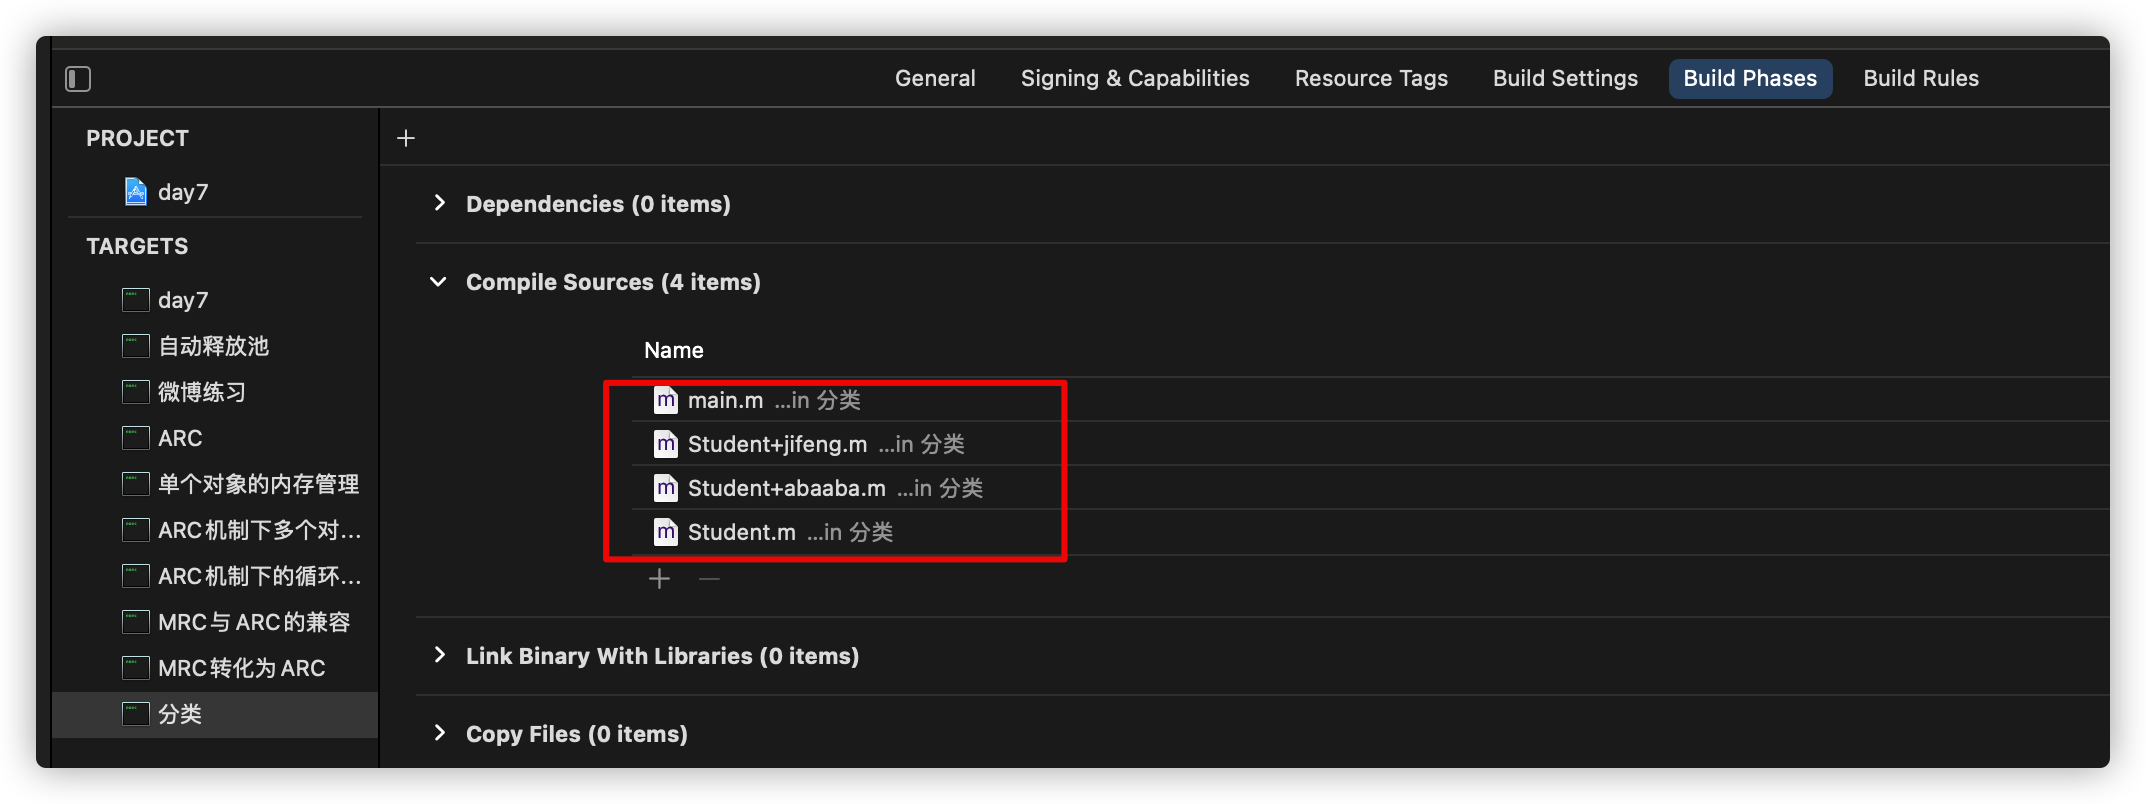 General Signing & Capabilities Resource Tags Build Settings Build Phases Build Rules
PROJECT
day7
TARGETS
day7
自动释放池
微博练习
ARC
单个对象的内存管理
ARC机制下多个对...
ARC机制下的循环...
MRC与ARC的兼容
MRC转化为ARC
分类
Dependencies (0 items)
Compile Sources (4 items)
Name
main.m ...in 分类
Student+jifeng.m ...in 分类
Student+abaaba.m ...in 分类
Student.m ...in 分类
Link Binary With Libraries (0 items)
Copy Files (0 items)